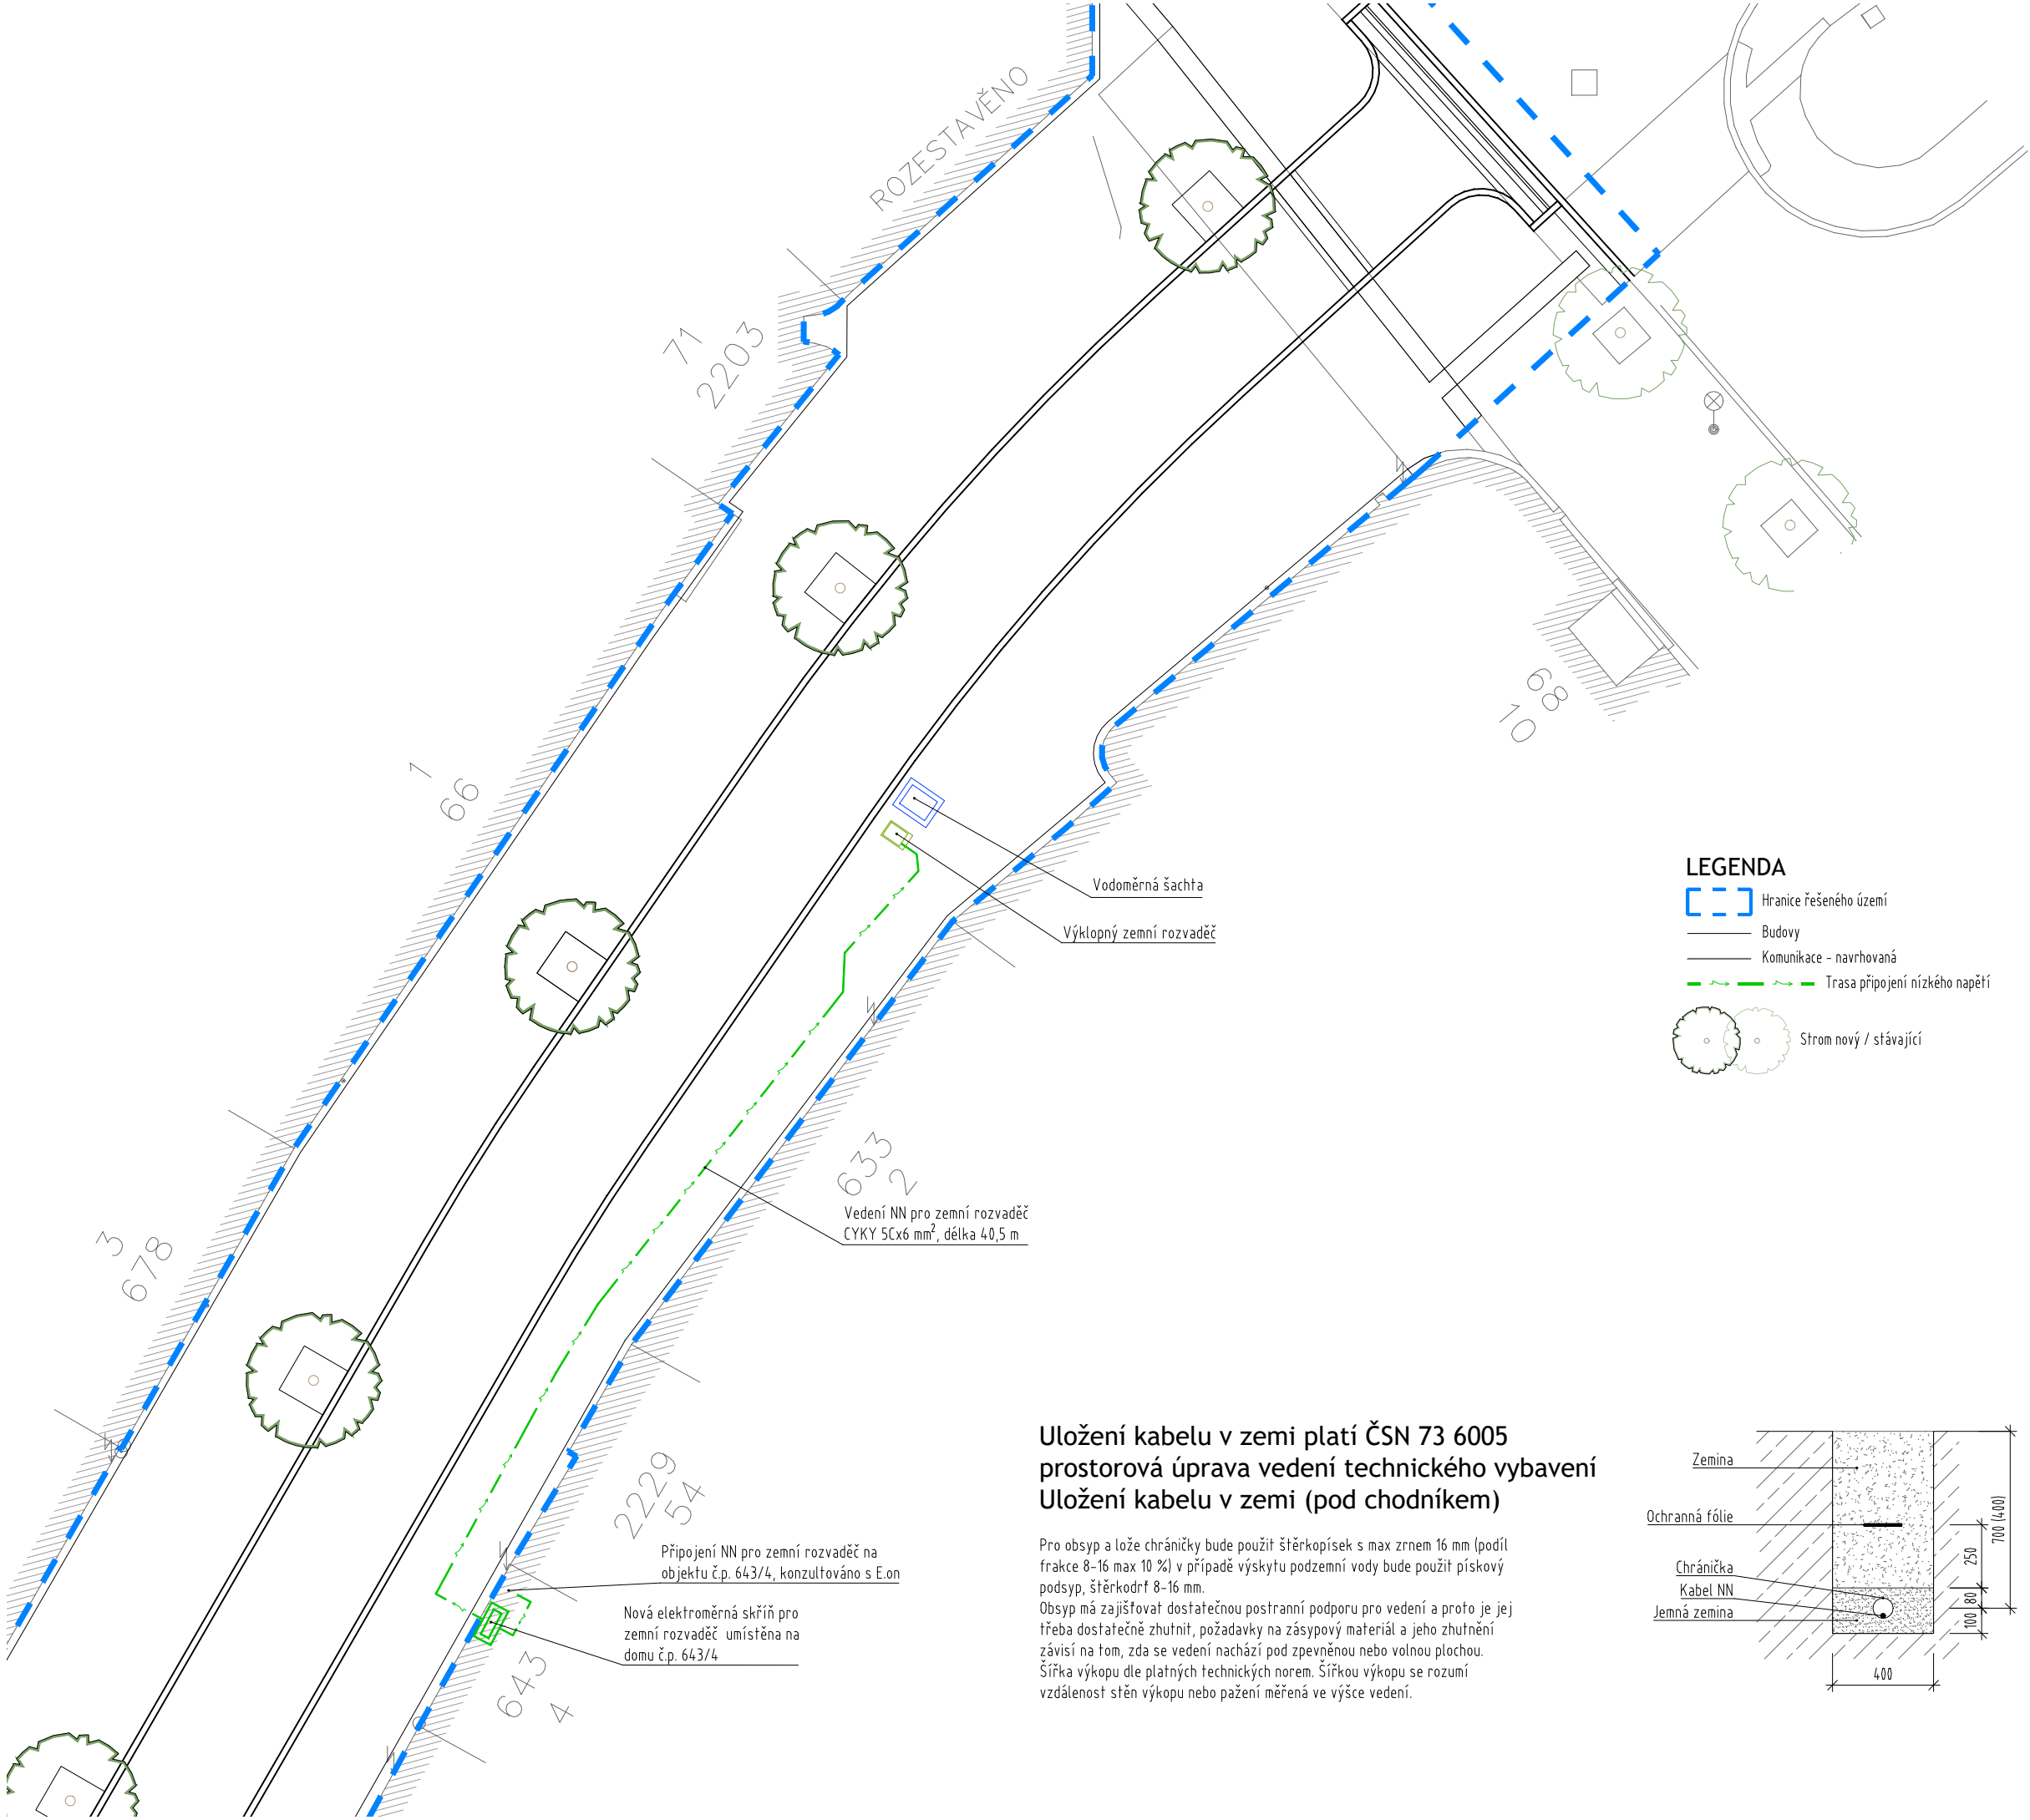 ROZESTAVĚNO
71
2203
1
66
3
678
68
10
Vodoměrná šachta
Výklopný zemní rozvaděč
633
2
Vedení NN pro zemní rozvaděč
CYKY 5Cx6 mm², délka 40,5 m
2229
54
Připojení NN pro zemní rozvaděč na
objektu č.p. 643/4, konzultováno s E.on
Nová elektroměrná skříň pro
zemní rozvaděč umístěna na
domu č.p. 643/4
643
4
LEGENDA
Hranice řešeného území
Budovy
Komunikace - navrhovaná
Trasa připojení nízkého napětí
Strom nový / stávající
Uložení kabelu v zemi platí ČSN 73 6005
prostorová úprava vedení technického vybavení
Uložení kabelu v zemi (pod chodníkem)
Pro obsyp a lože chráničky bude použit štěrkopísek s max zrnem 16 mm (podíl
frakce 8-16 max 10 %) v případě výskytu podzemní vody bude použit pískový
podsyp, štěrkodrť 8-16 mm.
Obsyp má zajišťovat dostatečnou postranní podporu pro vedení a proto je jej
třeba dostatečně zhutnit, požadavky na zásypový materiál a jeho zhutnění
závisí na tom, zda se vedení nachází pod zpevněnou nebo volnou plochou.
Šířka výkopu dle platných technických norem. Šířkou výkopu se rozumí
vzdálenost stěn výkopu nebo pažení měřená ve výšce vedení.
Zemina
Ochranná fólie
Chránička
Kabel NN
Jemná zemina
700 (400)
250
80
100
400